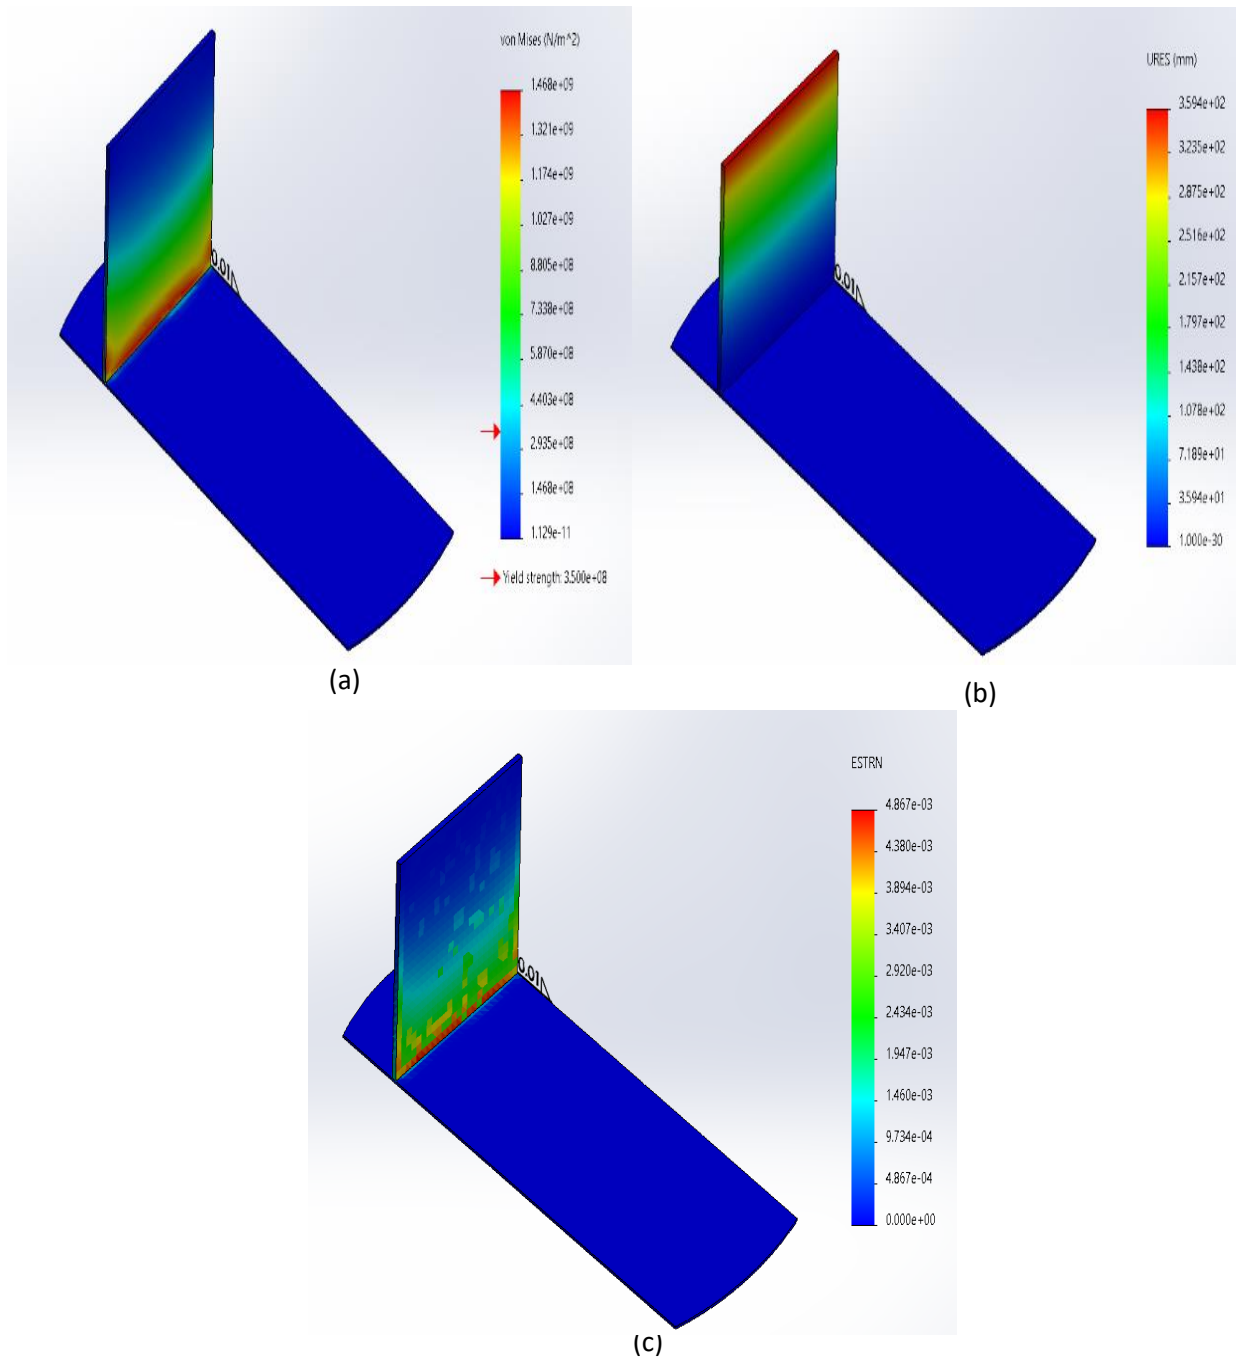 von Mises (N/m^2)
1.468e+09
1.321e+09
1.174e+09
1.027e+09
8.805e+08
7.338e+08
5.870e+08
4.403e+08
2.935e+08
1.468e+08
1.129e-11
Yield strength: 3.500e+08
0.01
(a)
URES (mm)
3.594e+02
3.235e+02
2.875e+02
2.516e+02
2.157e+02
1.797e+02
1.438e+02
1.078e+02
7.189e+01
3.594e+01
1.000e-30
0.01
(b)
ESTRN
4.867e-03
4.380e-03
3.894e-03
3.407e-03
2.920e-03
2.434e-03
1.947e-03
1.460e-03
9.734e-04
4.867e-04
0.000e+00
0.01
(c)